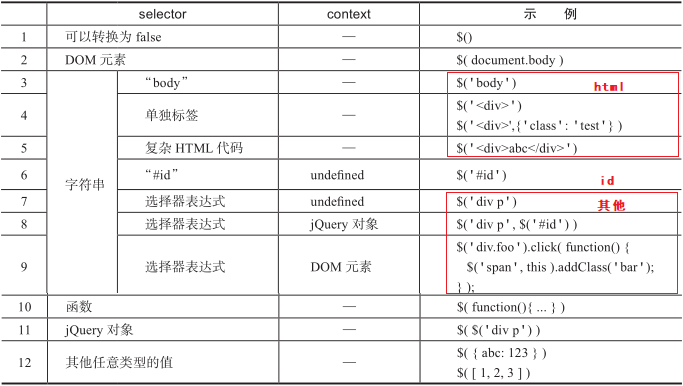 selector context 示 例
1 可以转换为 false — $()
2 DOM 元素 — $( document.body )
3 “body” — $('body') html
4 单独标签 — $('<div>')
$('<div>',{'class': 'test'} )
5 复杂 HTML 代码 — $('<div>abc</div>')
字符串
6 “#id” undefined $('#id') id
7 选择器表达式 undefined $('div p') 其他
8 选择器表达式 jQuery 对象 $('div p', $('#id') )
9 选择器表达式 DOM 元素 $('div.foo').click( function() {
$('span', this ).addClass('bar');
} );
10 函数 — $( function(){ ... } )
11 jQuery 对象 — $( $('div p') )
12 其他任意类型的值 — $( { abc: 123 } )
$( [ 1, 2, 3 ] )